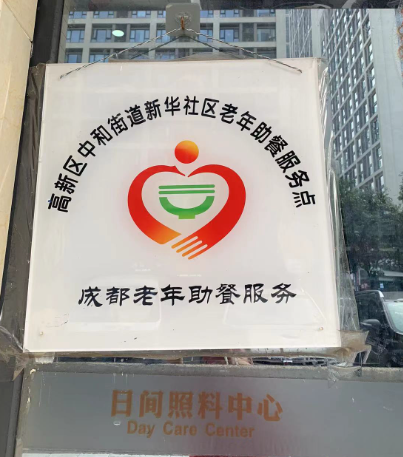 高新区中和街道新华社区老年助餐服务点
成都老年助餐服务
日间照料中心
Day Care Center